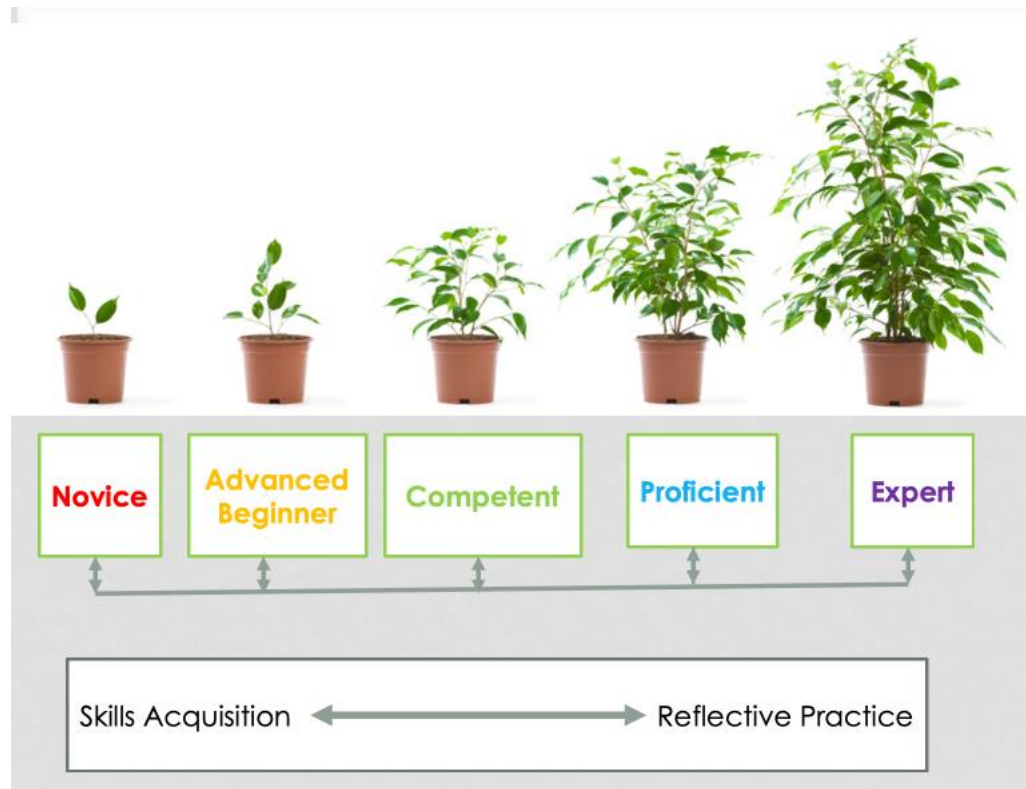 Novice
Advanced
Beginner
Competent
Proficient
Expert
Skills Acquisition
Reflective Practice